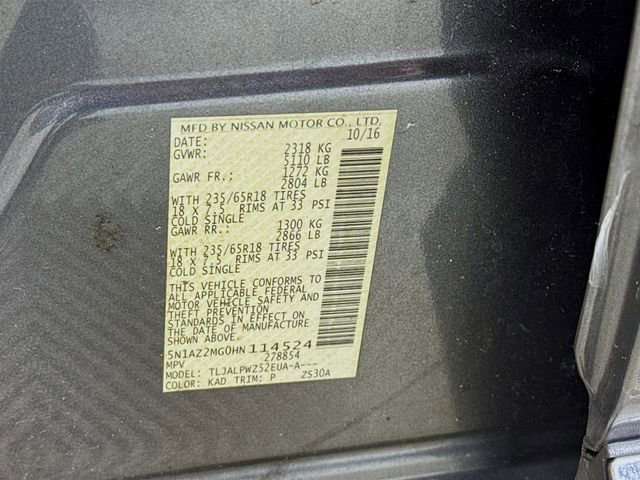 MFD BY NISSAN MOTOR CO., LTD.
DATE: 10/16
GVWR: 2318 KG
5110 LB
GAWR FR.: 1272 KG
2804 LB
WITH 235/65R18 TIRES
18 X 7.5 RIMS AT 33 PSI
COLD SINGLE
GAWR RR.: 1300 KG
2866 LB
WITH 235/65R18 TIRES
18 X 7.5 RIMS AT 33 PSI
COLD SINGLE
THIS VEHICLE CONFORMS TO
ALL APPLICABLE FEDERAL
MOTOR VEHICLE SAFETY AND
THEFT PREVENTION
STANDARDS IN EFFECT ON
THE DATE OF MANUFACTURE
SHOWN ABOVE.
5N1AZ2MG0HN114524
MPV 278854
MODEL: TLJALPWZ52EUA-A---
COLOR: KAD TRIM: P ZS30A